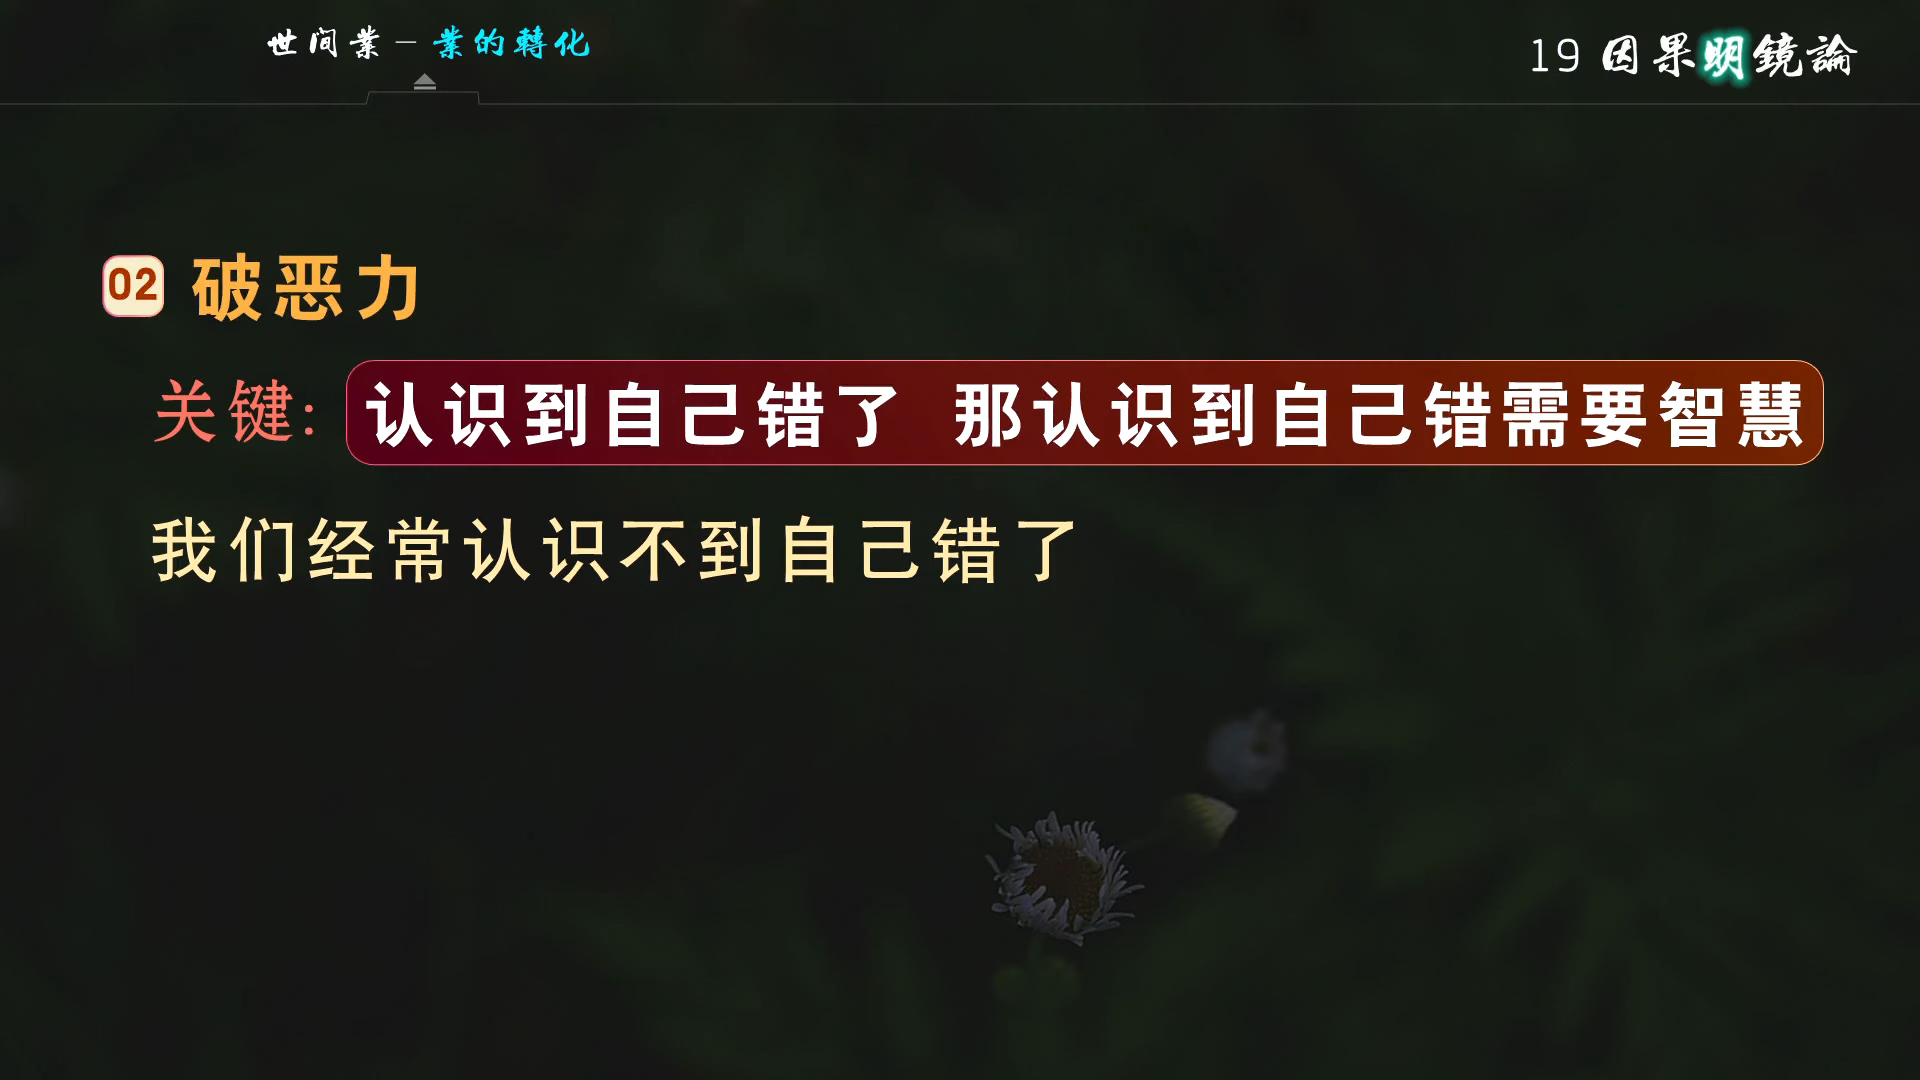 世间業－業的轉化
19 因果明鏡論
02 破恶力
关键: 认识到自己错了 那认识到自己错需要智慧
我们经常认识不到自己错了